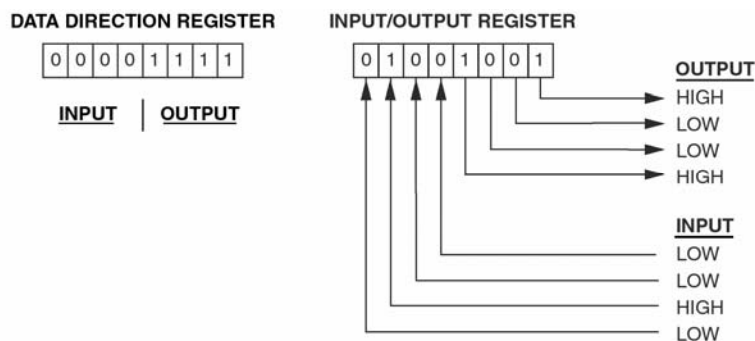 DATA DIRECTION REGISTER
0 0 0 0 1 1 1 1
INPUT | OUTPUT
INPUT/OUTPUT REGISTER
0 1 0 0 1 0 0 1
OUTPUT
HIGH
LOW
LOW
HIGH
INPUT
LOW
LOW
HIGH
LOW